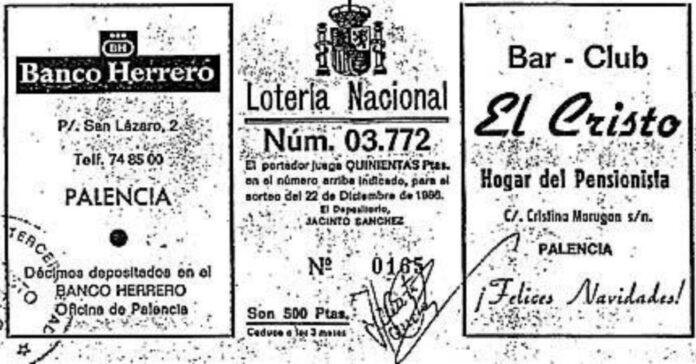 BH
Banco Herrero
P/. San Lázaro, 2
Telf. 74 85 00
PALENCIA
Décimos depositados en el
BANCO HERRERO
Oficina de Palencia
TERCER
Lotería Nacional
Núm. 03.772
El portador juega QUINIENTAS Ptas.
en el número arriba indicado, para el
sorteo del 22 de Diciembre de 1986.
El Depositario,
JACINTO SANCHEZ
Nº 0165
Son 500 Ptas.
Caduca a los 3 meses
Bar - Club
El Cristo
Hogar del Pensionista
C/. Cristina Marugan s/n.
PALENCIA
¡Felices Navidades!